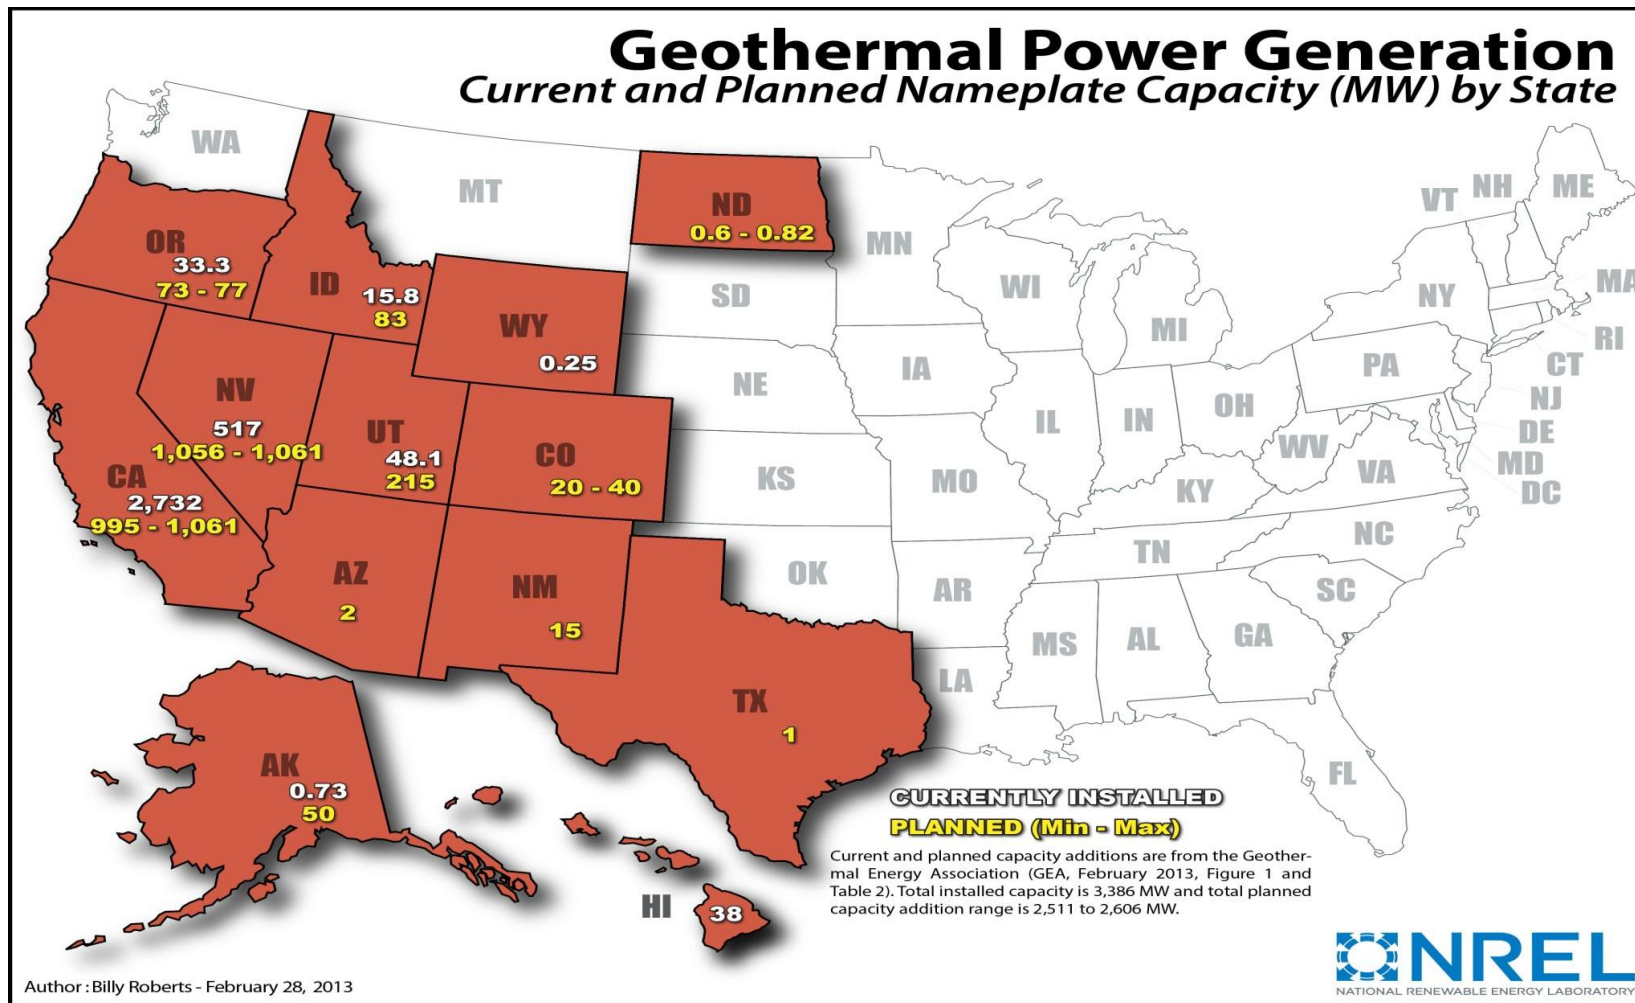 Geothermal Power Generation
Current and Planned Nameplate Capacity (MW) by State
WA
MT
ND
0.6 - 0.82
MN
VT
NH
ME
OR
33.3
73 - 77
ID
15.8
83
WY
0.25
SD
WI
MI
NY
MA
RI
CT
NJ
DE
MD
DC
NV
517
1,056 - 1,061
UT
48.1
215
CO
20 - 40
NE
IA
IL
IN
OH
PA
WV
VA
CA
2,732
995 - 1,061
KS
MO
KY
NC
AZ
2
NM
15
OK
AR
TN
SC
TX
1
LA
MS
AL
GA
FL
AK
0.73
50
HI
38
CURRENTLY INSTALLED
PLANNED (Min - Max)
Current and planned capacity additions are from the Geother-
mal Energy Association (GEA, February 2013, Figure 1 and
Table 2). Total installed capacity is 3,386 MW and total planned
capacity addition range is 2,511 to 2,606 MW.
Author : Billy Roberts - February 28, 2013
NREL
NATIONAL RENEWABLE ENERGY LABORATORY